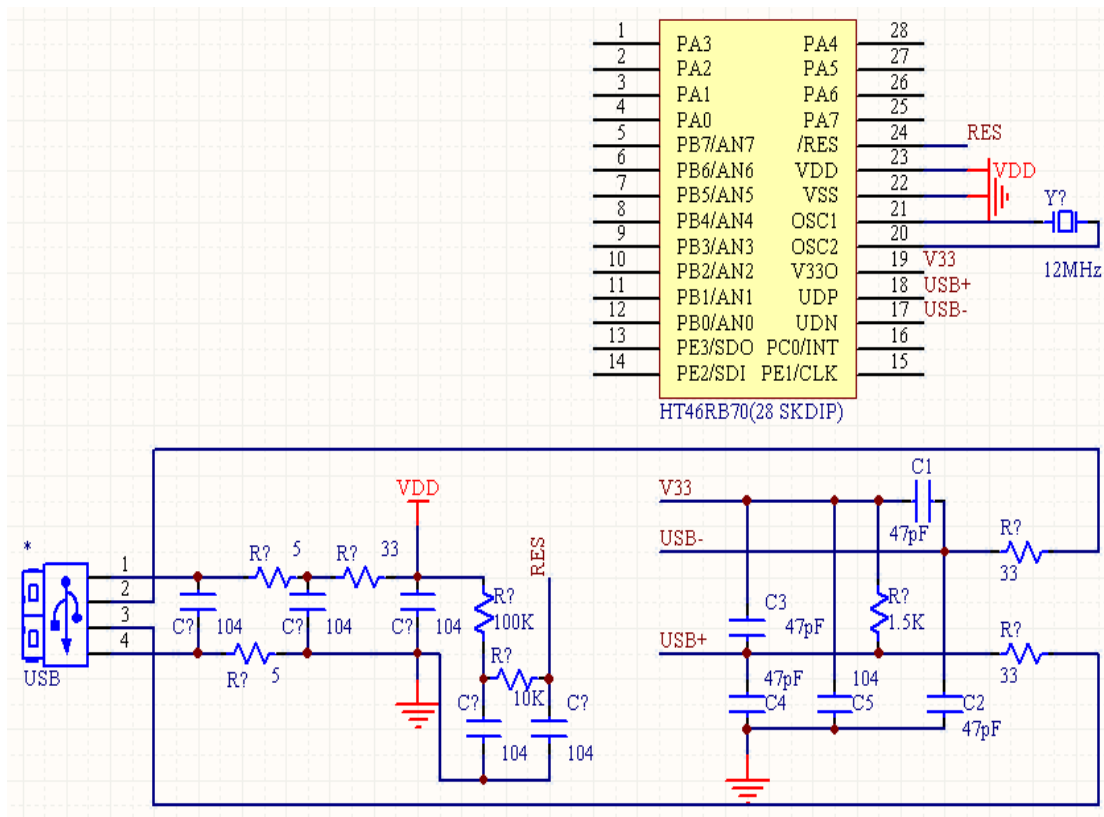 1 PA3 PA4 28
2 PA2 PA5 27
3 PA1 PA6 26
4 PA0 PA7 25
5 PB7/AN7 /RES 24 RES
6 PB6/AN6 VDD 23 VDD
7 PB5/AN5 VSS 22
8 PB4/AN4 OSC1 21 Y?
9 PB3/AN3 OSC2 20
10 PB2/AN2 V33O 19 V33 12MHz
11 PB1/AN1 UDP 18 USB+
12 PB0/AN0 UDN 17 USB-
13 PE3/SDO PC0/INT 16
14 PE2/SDI PE1/CLK 15
HT46RB70(28 SKDIP)
C1
VDD V33
47pF
R?
USB-
*
R? 5 R? 33
RES
1
33
2
R?
C? 104 C? 104 C? 104
100K
C3
47pF
R?
1.5K
3
R?
4
USB+
R?
USB
R? 5
10K
33
47pF 104
C? C?
C4 C5 C2
47pF
104 104